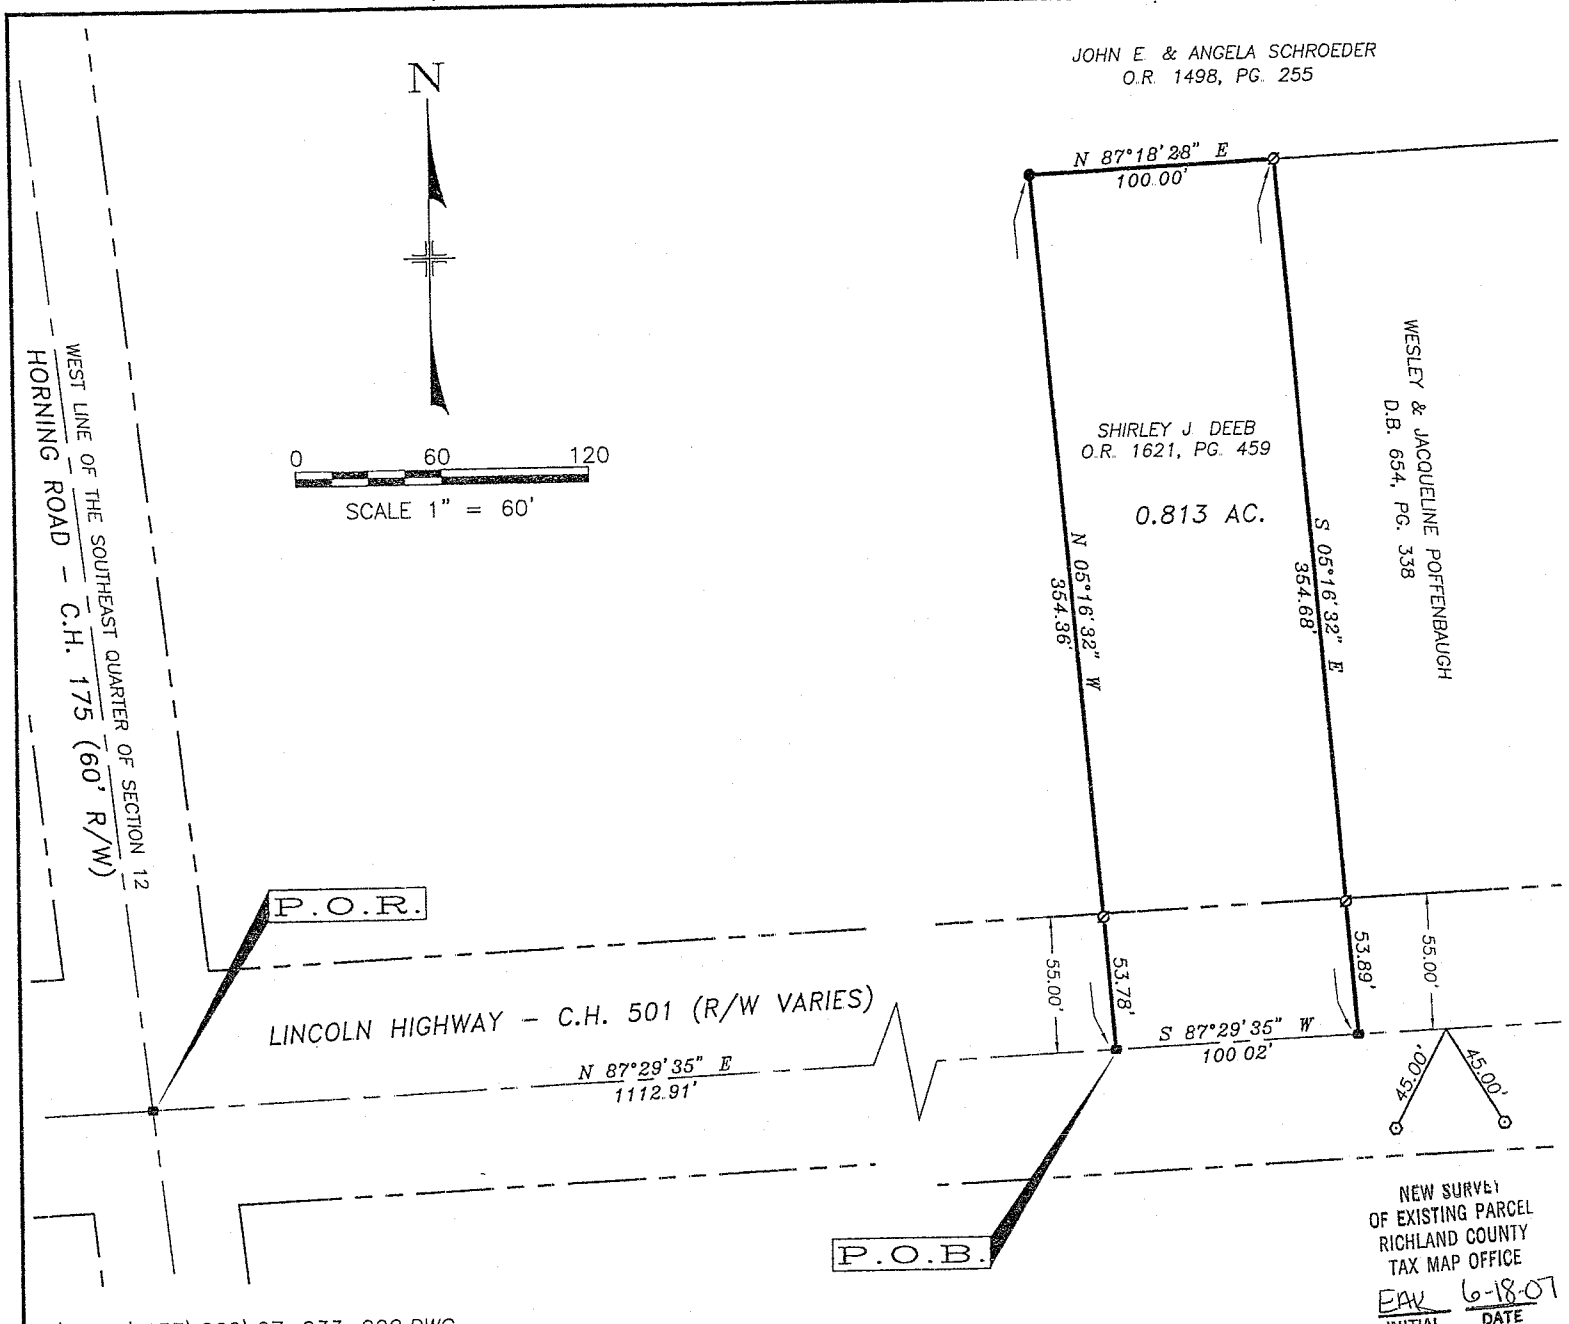 JOHN E. & ANGELA SCHROEDER
O.R. 1498, PG. 255
N
N 87°18'28" E
100.00'
0 60 120
SCALE 1" = 60'
WEST LINE OF THE SOUTHEAST QUARTER OF SECTION 12
HORNING ROAD - C.H. 175 (60' R/W)
SHIRLEY J. DEEB
O.R. 1621, PG. 459
0.813 AC.
N 05°16'32" W
354.36'
S 05°16'32" E
354.68'
WESLEY & JACQUELINE POFFENBAUGH
D.B. 654, PG. 338
P.O.R.
LINCOLN HIGHWAY - C.H. 501 (R/W VARIES)
N 87°29'35" E
1112.91'
55.00'
53.78'
53.89'
55.00'
S 87°29'35" W
100.02'
45.00'
45.00'
P.O.B.
NEW SURVEY
OF EXISTING PARCEL
RICHLAND COUNTY
TAX MAP OFFICE
EAK 6-18-07
INITIAL DATE